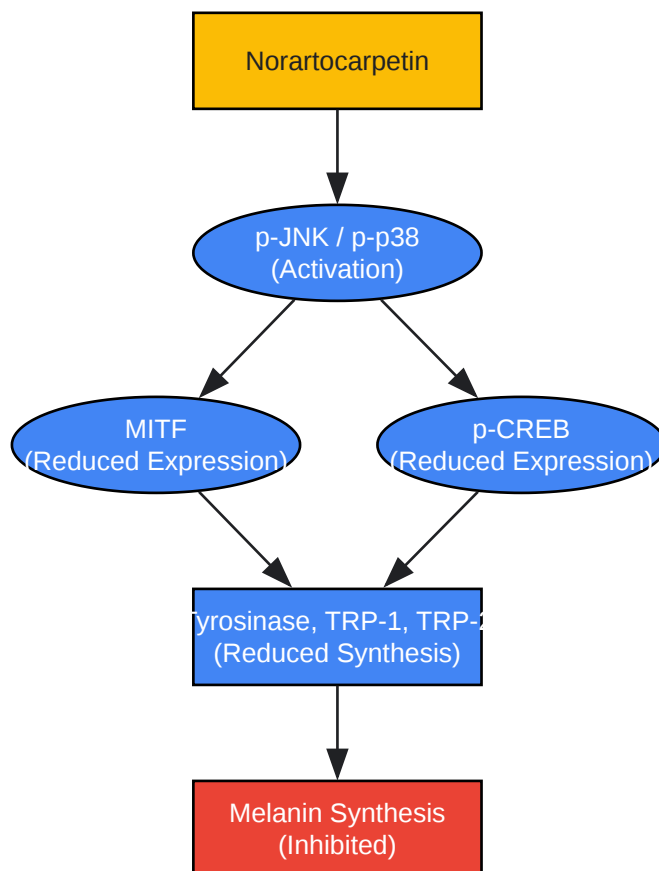 Norartocarpetin
p-JNK / p-p38
(Activation)
MITF
(Reduced Expression)
p-CREB
(Reduced Expression)
Tyrosinase, TRP-1, TRP-2
(Reduced Synthesis)
Melanin Synthesis
(Inhibited)